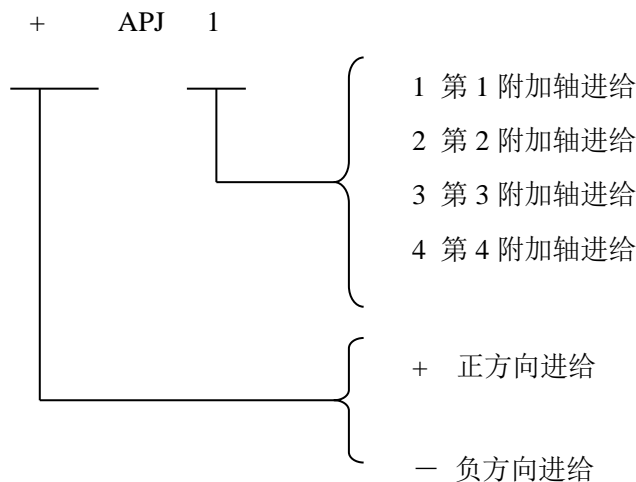 + APJ 1
1 第 1 附加轴进给
2 第 2 附加轴进给
3 第 3 附加轴进给
4 第 4 附加轴进给
+ 正方向进给
－ 负方向进给